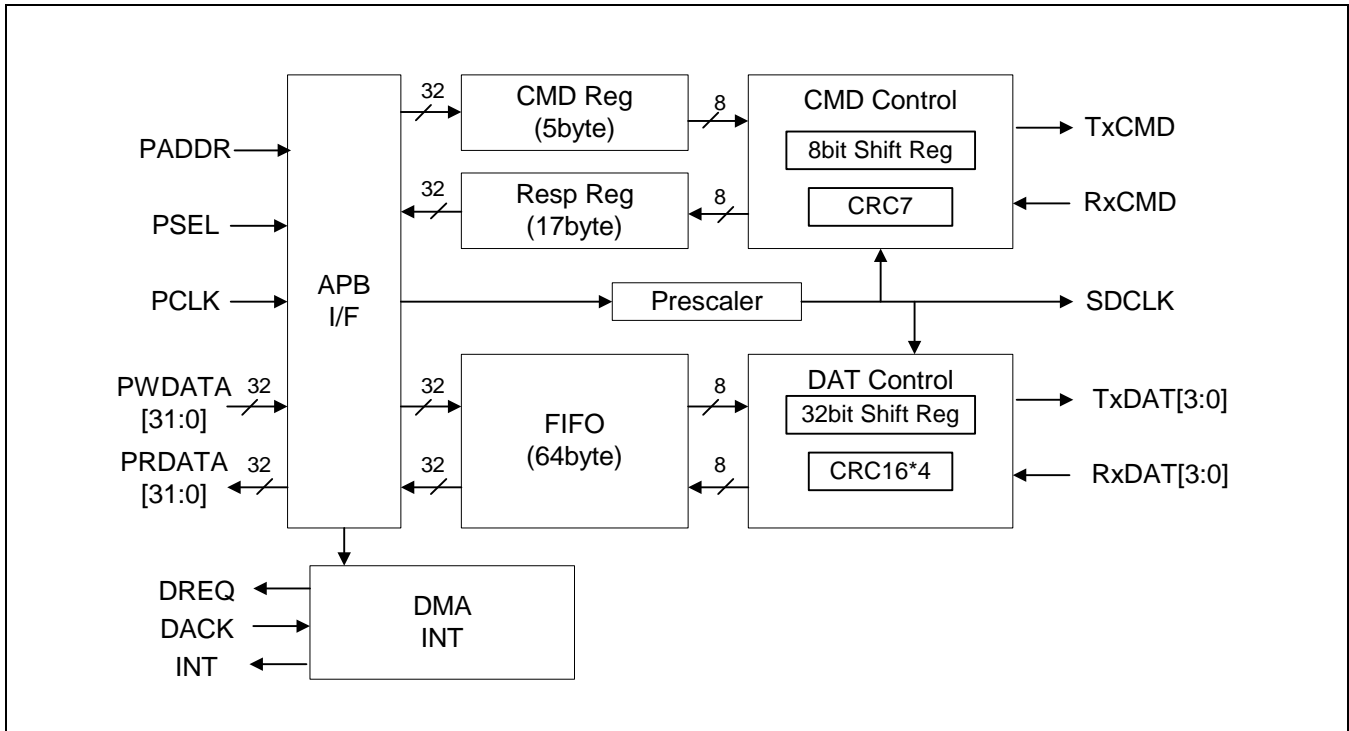 32
CMD Reg
(5byte)
8
CMD Control
8bit Shift Reg
CRC7
TxCMD
RxCMD
PADDR
PSEL
PCLK
32
Resp Reg
(17byte)
8
APB
I/F
Prescaler
SDCLK
PWDATA
[31:0]
32
PRDATA
[31:0]
32
32
32
FIFO
(64byte)
8
8
DAT Control
32bit Shift Reg
CRC16*4
TxDAT[3:0]
RxDAT[3:0]
DREQ
DACK
INT
DMA
INT